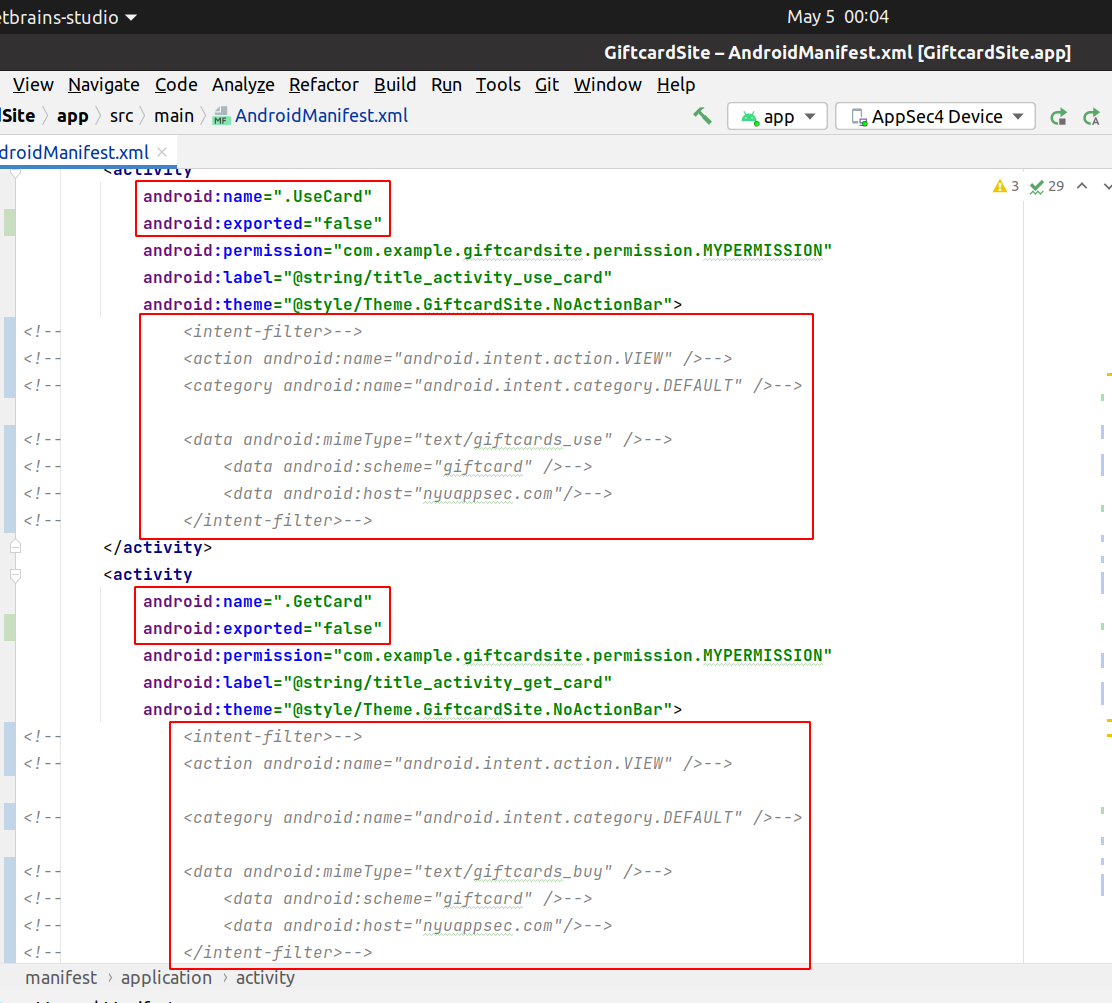 etbrains-studio May 5 00:04
GiftcardSite – AndroidManifest.xml [GiftcardSite.app]
View Navigate Code Analyze Refactor Build Run Tools Git Window Help
dSite app src main MF AndroidManifest.xml app AppSec4 Device
droidManifest.xml
<activity
3 29
android:name=".UseCard"
android:exported="false"
android:permission="com.example.giftcardsite.permission.MYPERMISSION"
android:label="@string/title_activity_use_card"
android:theme="@style/Theme.GiftcardSite.NoActionBar">
<!-- <intent-filter>-->
<!-- <action android:name="android.intent.action.VIEW" />-->
<!-- <category android:name="android.intent.category.DEFAULT" />-->
<!-- <data android:mimeType="text/giftcards_use" />-->
<!-- <data android:scheme="giftcard" />-->
<!-- <data android:host="nyuappsec.com"/>-->
<!-- </intent-filter>-->
</activity>
<activity
android:name=".GetCard"
android:exported="false"
android:permission="com.example.giftcardsite.permission.MYPERMISSION"
android:label="@string/title_activity_get_card"
android:theme="@style/Theme.GiftcardSite.NoActionBar">
<!-- <intent-filter>-->
<!-- <action android:name="android.intent.action.VIEW" />-->
<!-- <category android:name="android.intent.category.DEFAULT" />-->
<!-- <data android:mimeType="text/giftcards_buy" />-->
<!-- <data android:scheme="giftcard" />-->
<!-- <data android:host="nyuappsec.com"/>-->
<!-- </intent-filter>-->
manifest › application › activity